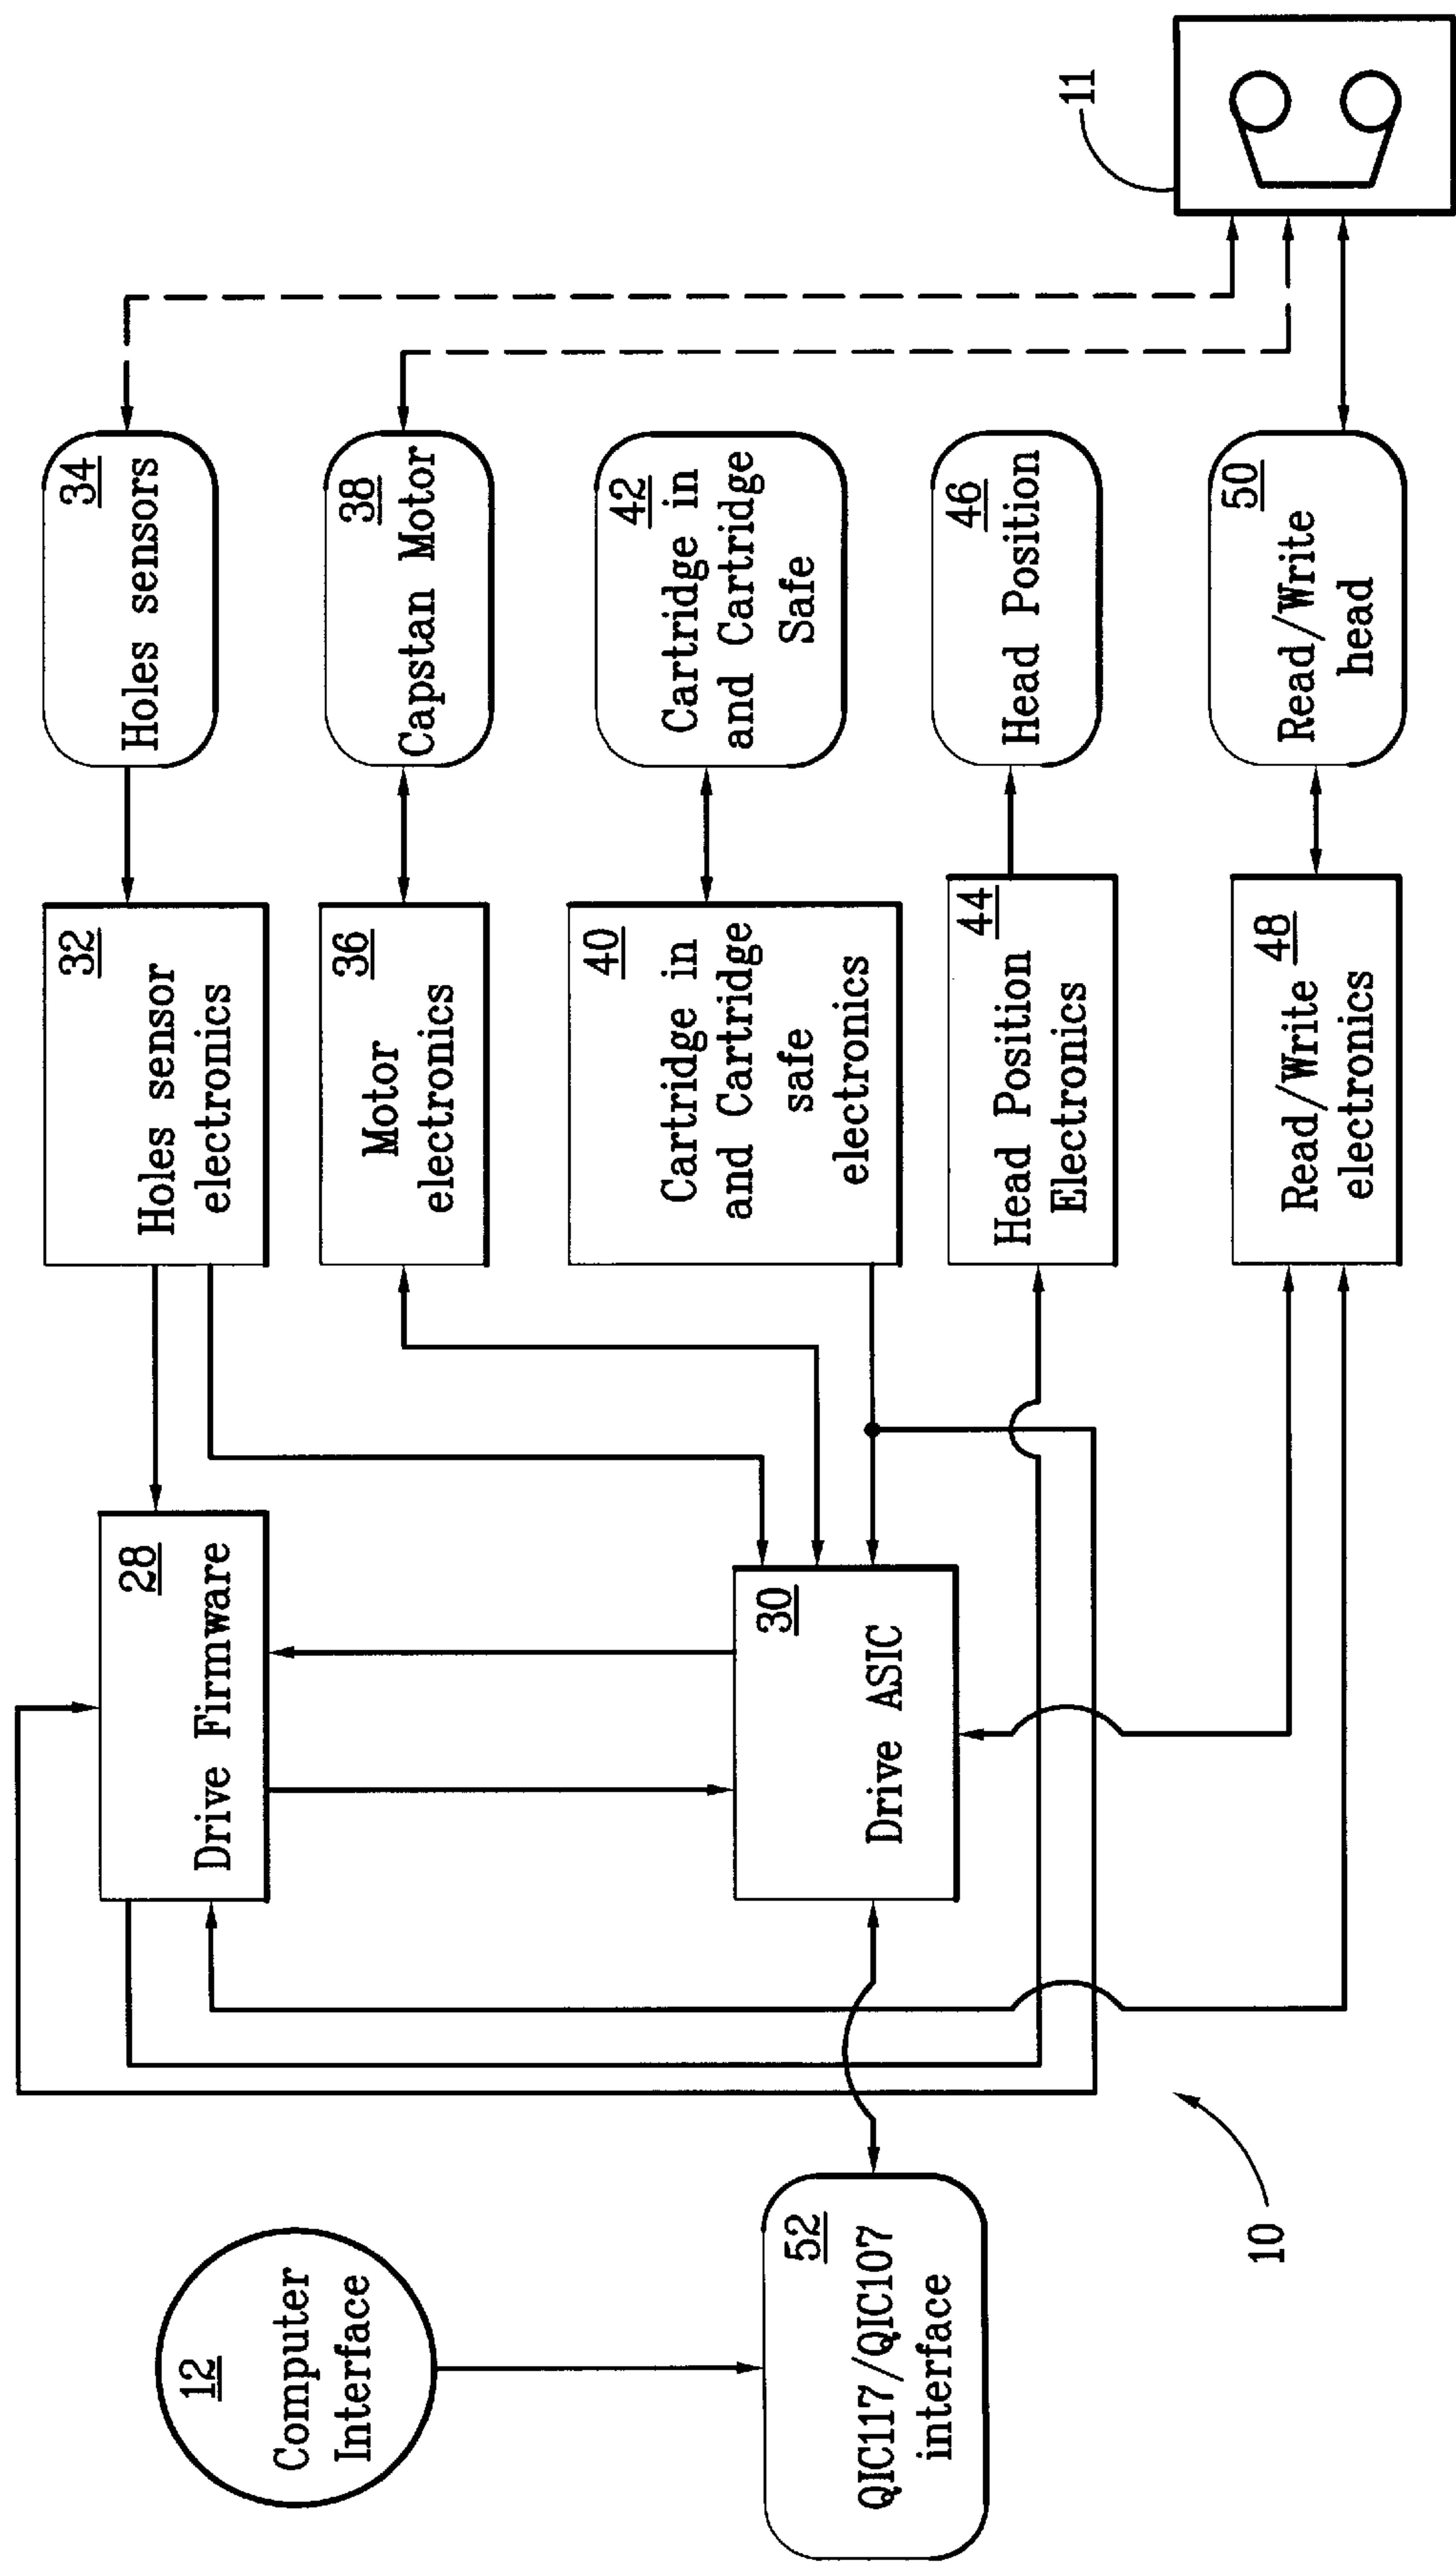 12
Computer
Interface
52
QIC117/QIC107
interface
10
28
Drive Firmware
30
Drive ASIC
32
Holes sensor
electronics
36
Motor
electronics
40
Cartridge in
and Cartridge
safe
electronics
44
Head Position
Electronics
48
Read/Write
electronics
34
Holes sensors
38
Capstan Motor
42
Cartridge in
and Cartridge
Safe
46
Head Position
50
Read/Write
head
11